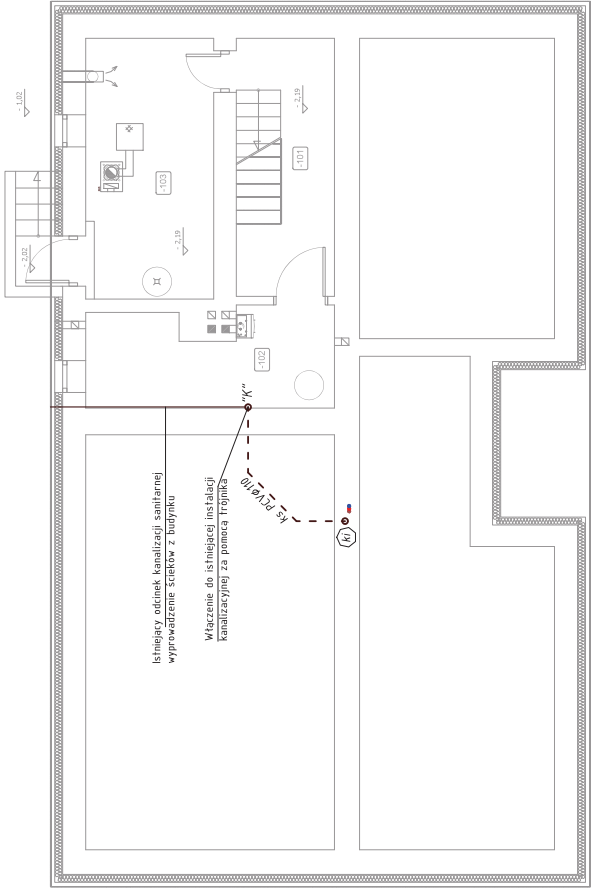 - 1,02
- 2,02
-103
- 2,19
- 2,19
-101
-102
"K"
ks PCVø110
ki
Istniejący odcinek kanalizacji sanitarnej
wyprowadzenie ścieków z budynku
Włączenie do istniejącej instalacji
kanalizacyjnej za pomocą trójnika